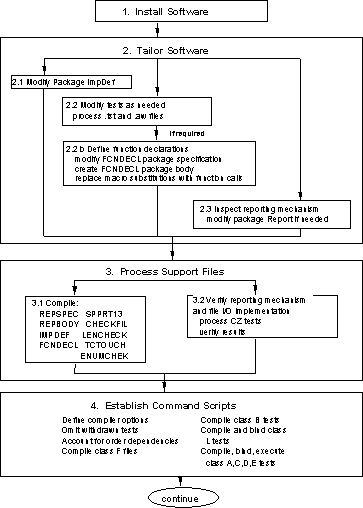 1. Install Software
2. Tailor Software
2.1 Modify Package ImpDef
2.2 Modify tests as needed
process .tst and .aw files
if required
2.2 b Define function declarations
modify FCNDECL package specification
create FCNDECL package body
replace macro substitutions with function calls
2.3 Inspect reporting mechanism
modify package Report if needed
3. Process Support Files
3.1 Compile:
REPSPEC SPPRT13
REPBODY CHECKFIL
IMPDEF LENCHECK
FCNDECL TCTOUCH
ENUMCHEK
3.2 Verify reporting mechanism
and file I/O implementation
process CZ tests
verify results
4. Establish Command Scripts
Define compiler options
Omit withdrawn tests
Account for order dependencies
Compile class F files
Compile class B tests
Compile and bind class
L tests
Compile, bind, execute
class A,C,D,E tests
continue